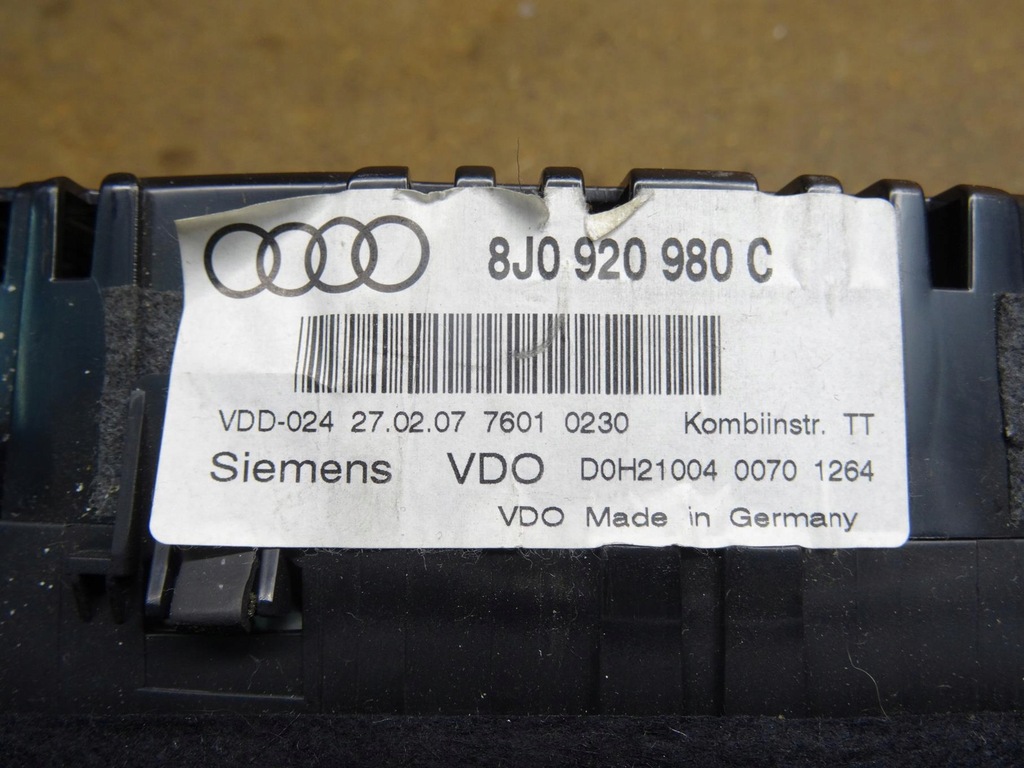 8J0 920 980 C
VDD-024 27.02.07 7601 0230 Kombiinstr. TT
Siemens VDO D0H21004 0070 1264
VDO Made in Germany